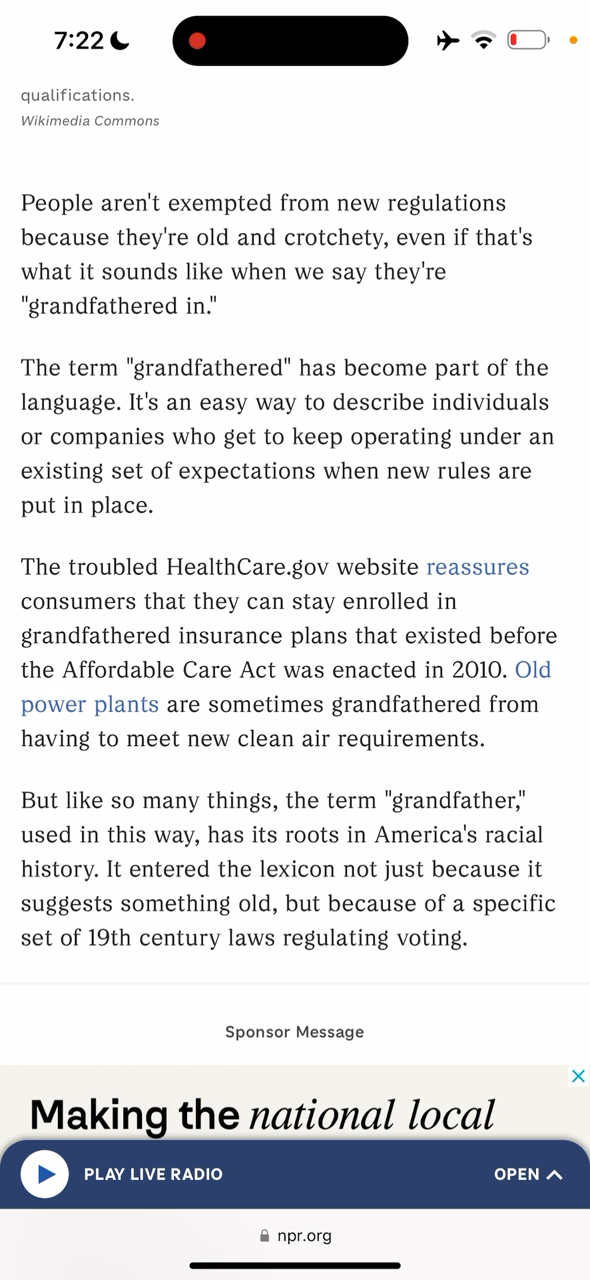 7:22
qualifications.
Wikimedia Commons
People aren't exempted from new regulations
because they're old and crotchety, even if that's
what it sounds like when we say they're
"grandfathered in."
The term "grandfathered" has become part of the
language. It's an easy way to describe individuals
or companies who get to keep operating under an
existing set of expectations when new rules are
put in place.
The troubled HealthCare.gov website reassures
consumers that they can stay enrolled in
grandfathered insurance plans that existed before
the Affordable Care Act was enacted in 2010. Old
power plants are sometimes grandfathered from
having to meet new clean air requirements.
But like so many things, the term "grandfather,"
used in this way, has its roots in America's racial
history. It entered the lexicon not just because it
suggests something old, but because of a specific
set of 19th century laws regulating voting.
Sponsor Message
Making the national local
PLAY LIVE RADIO OPEN
npr.org